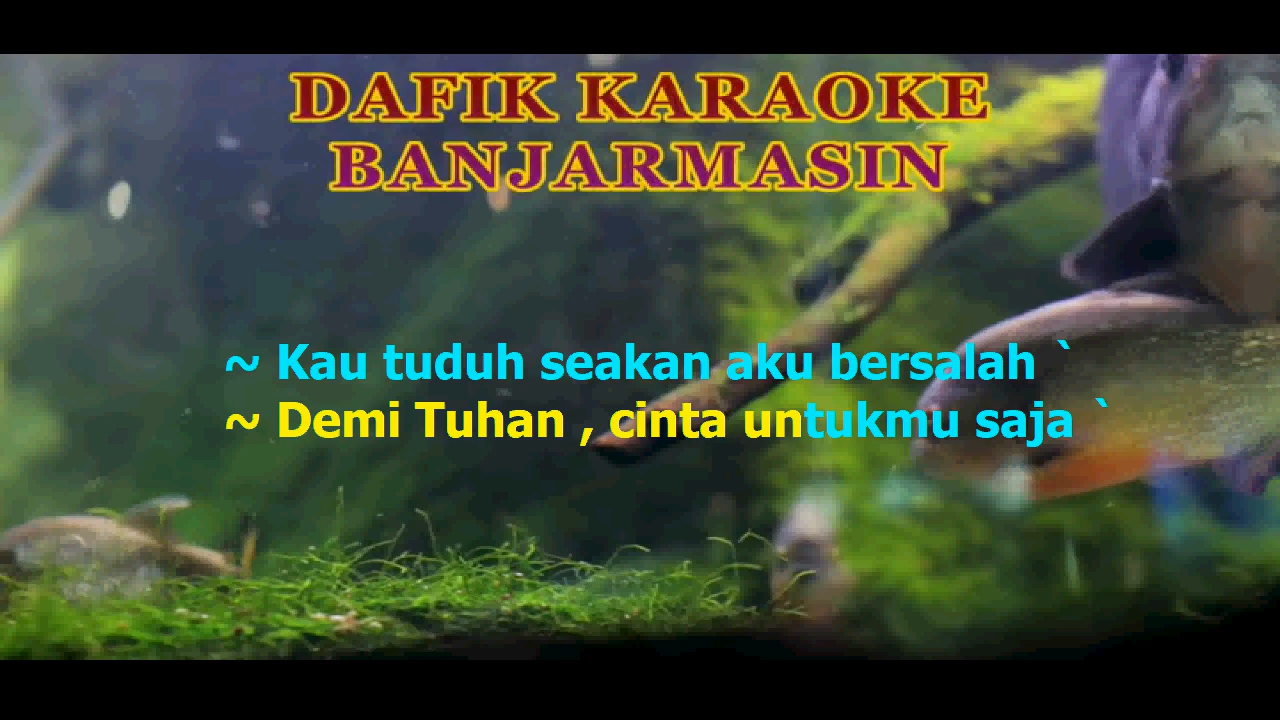 DAFIK KARAOKE
BANJARMASIN
~ Kau tuduh seakan aku bersalah `
~ Demi Tuhan , cinta untukmu saja `